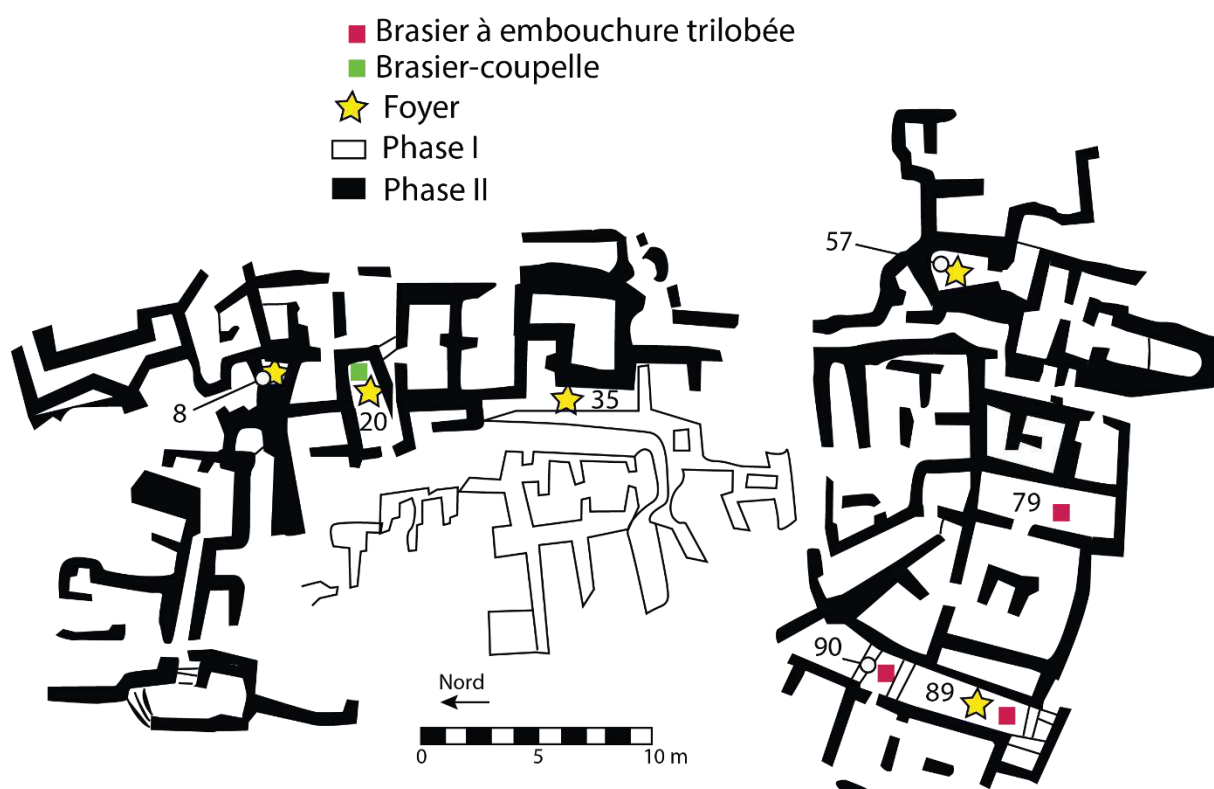 Brasier à embouchure trilobée
Brasier-coupelle
Foyer
Phase I
Phase II
57
8
20
35
79
90
89
Nord
0 5 10 m